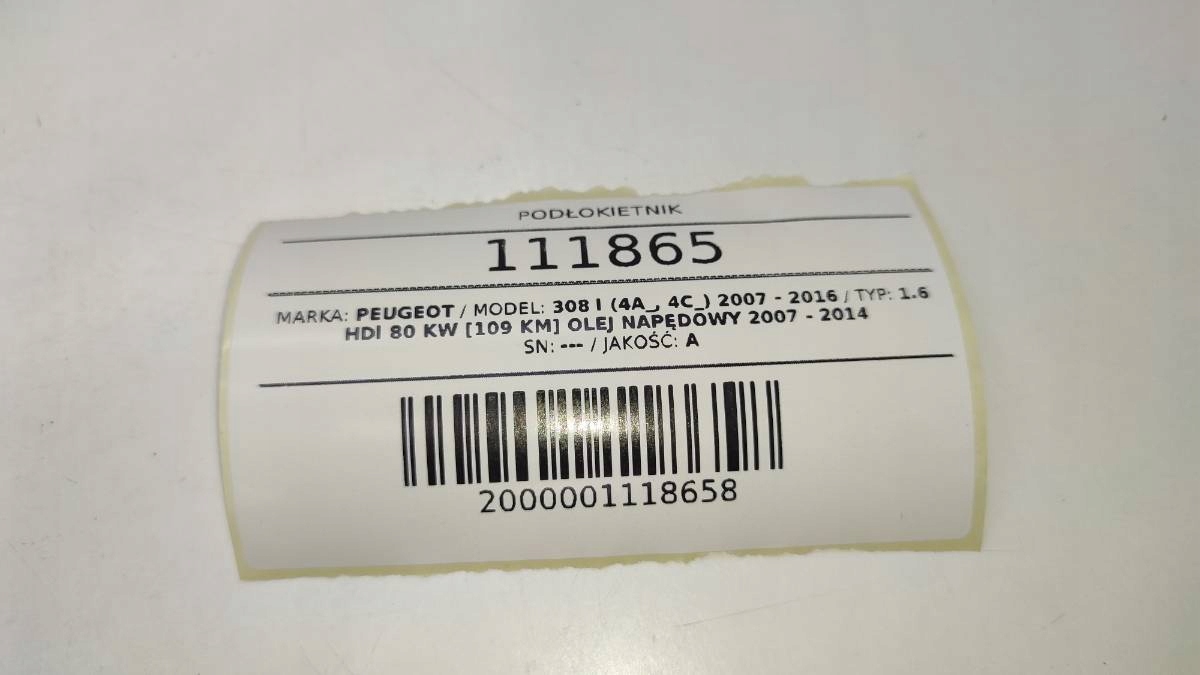 PODŁOKIETNIK
111865
MARKA: PEUGEOT / MODEL: 308 I (4A_, 4C_) 2007 - 2016 / TYP: 1.6
HDI 80 KW [109 KM] OLEJ NAPĘDOWY 2007 - 2014
SN: --- / JAKOŚĆ: A
2000001118658